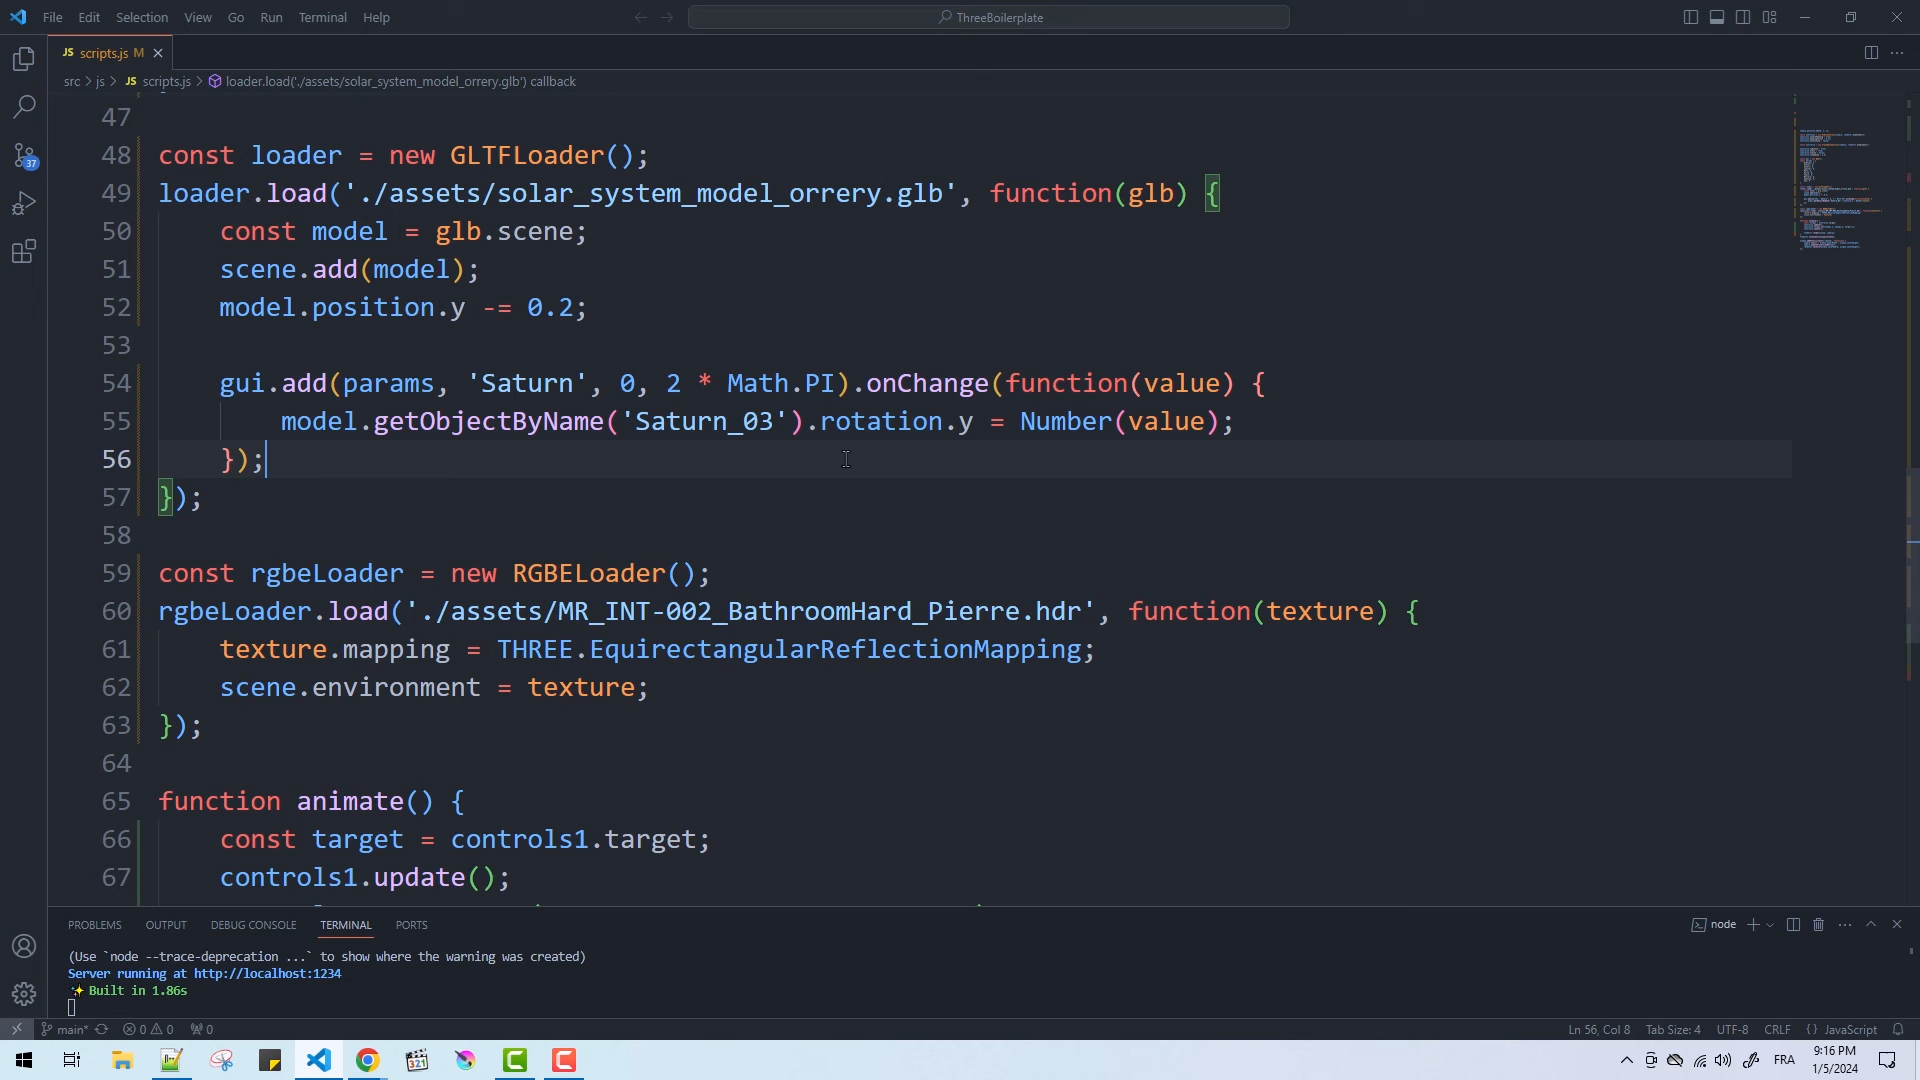 File Edit Selection View Go Run Terminal Help
ThreeBoilerplate
JS scripts.js M
src > js > JS scripts.js > loader.load('./assets/solar_system_model_orrery.glb') callback
47
48 const loader = new GLTFLoader();
49 loader.load('./assets/solar_system_model_orrery.glb', function(glb) {
50 const model = glb.scene;
51 scene.add(model);
52 model.position.y -= 0.2;
53
54 gui.add(params, 'Saturn', 0, 2 * Math.PI).onChange(function(value) {
55 model.getObjectByName('Saturn_03').rotation.y = Number(value);
56 });
57 });
58
59 const rgbeLoader = new RGBELoader();
60 rgbeLoader.load('./assets/MR_INT-002_BathroomHard_Pierre.hdr', function(texture) {
61 texture.mapping = THREE.EquirectangularReflectionMapping;
62 scene.environment = texture;
63 });
64
65 function animate() {
66 const target = controls1.target;
67 controls1.update();
37
PROBLEMS OUTPUT DEBUG CONSOLE TERMINAL PORTS
node
(Use `node --trace-deprecation ...` to show where the warning was created)
Server running at http://localhost:1234
✨ Built in 1.86s
main* 0 0 0
Ln 56, Col 8 Tab Size: 4 UTF-8 CRLF {} JavaScript
321
FRA
9:16 PM
1/5/2024